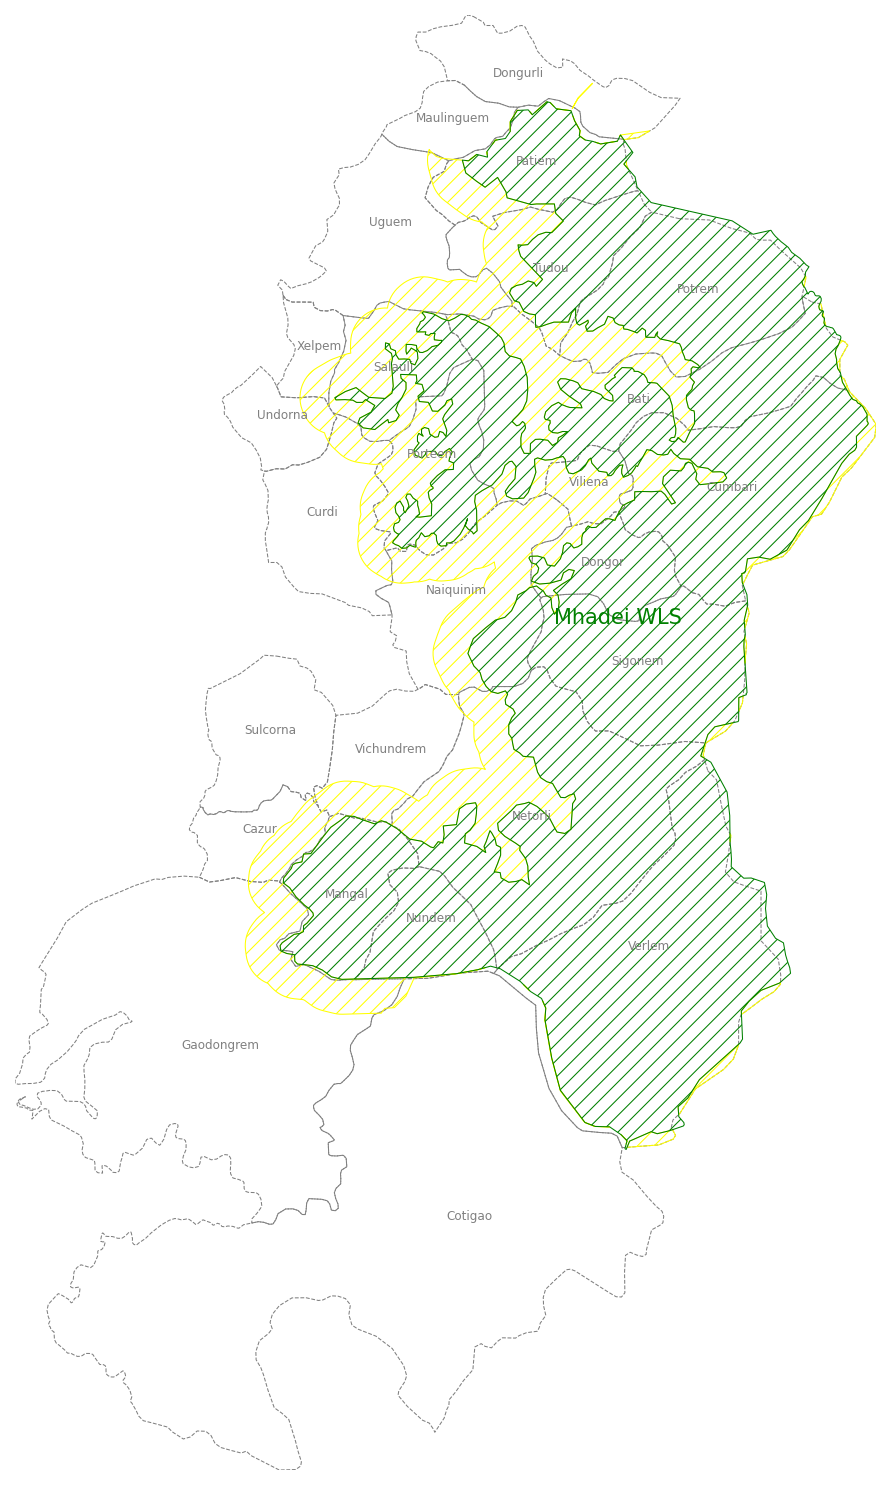 Dongurli
Maulinguem
Patiem
Uguem
Tudou
Potrem
Xelpem
Salauli
Bati
Undorna
Porteem
Viliena
Cumbari
Curdi
Dongor
Naiquinim
Mhadei WLS
Sigonem
Sulcorna
Vichundrem
Netorli
Cazur
Mangal
Nundem
Verlem
Gaodongrem
Cotigao